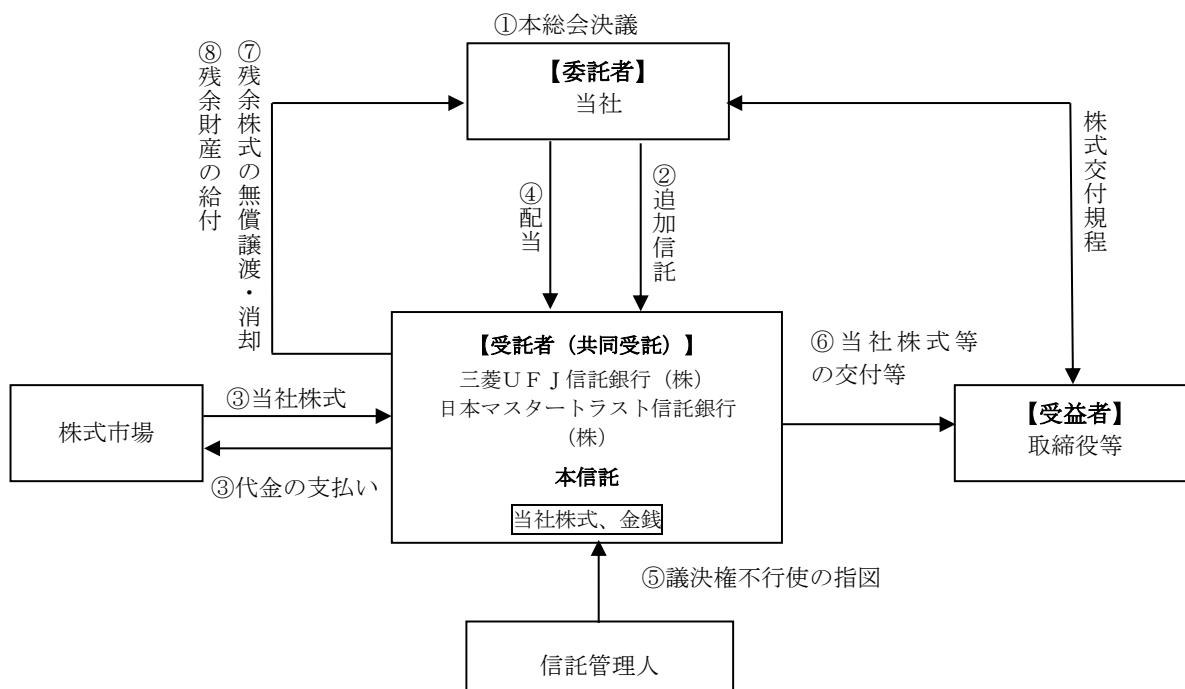 ①本総会決議
【委託者】
当社
⑧残余財産の給付
⑦残余株式の無償譲渡・消却
④配当
②追加信託
株式交付規程
【受託者（共同受託）】
三菱ＵＦＪ信託銀行（株）
日本マスタートラスト信託銀行
（株）
本信託
当社株式、金銭
株式市場
③当社株式
③代金の支払い
⑥当社株式等
の交付等
【受益者】
取締役等
⑤議決権不行使の指図
信託管理人